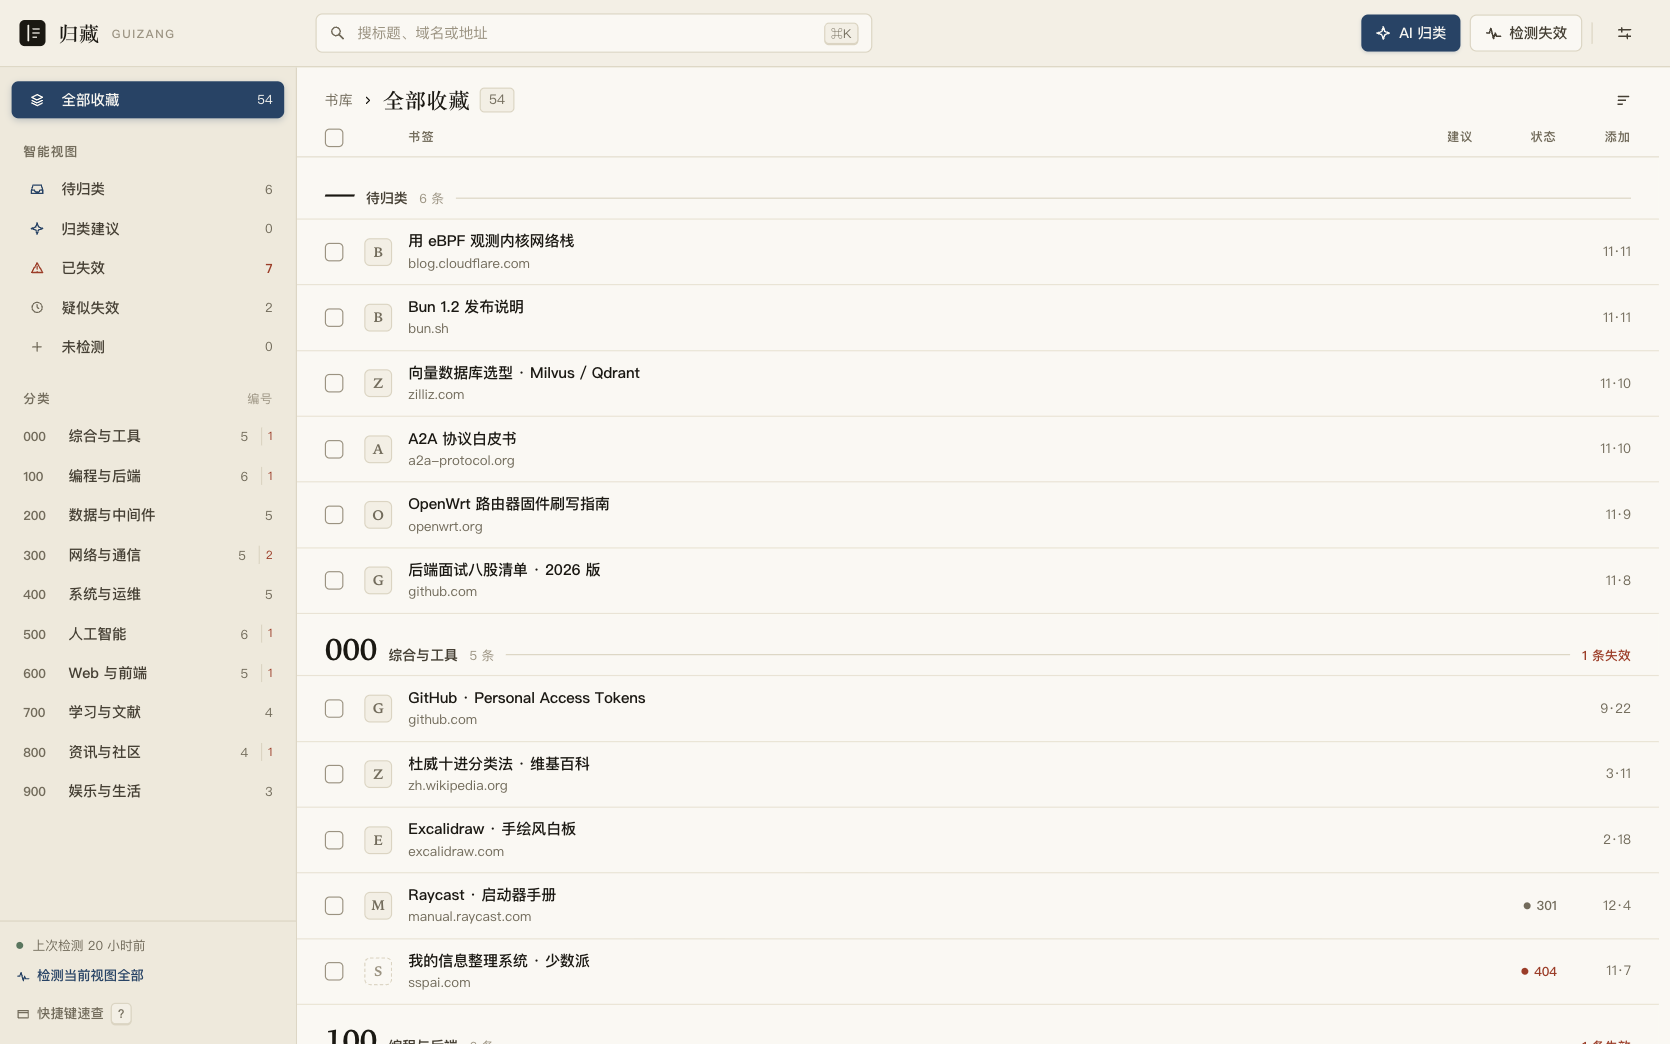 归藏 GUIZANG
搜标题、域名或地址 ⌘K
AI 归类
检测失效
全部收藏 54
智能视图
待归类 6
归类建议 0
已失效 7
疑似失效 2
未检测 0
分类 编号
000 综合与工具 5 1
100 编程与后端 6 1
200 数据与中间件 5
300 网络与通信 5 2
400 系统与运维 5
500 人工智能 6 1
600 Web 与前端 5 1
700 学习与文献 4
800 资讯与社区 4 1
900 娱乐与生活 3
上次检测 20 小时前
检测当前视图全部
快捷键速查 ?
书库 › 全部收藏 54
书签 建议 状态 添加
待归类 6 条
B 用 eBPF 观测内核网络栈 11·11
blog.cloudflare.com
B Bun 1.2 发布说明 11·11
bun.sh
Z 向量数据库选型 · Milvus / Qdrant 11·10
zilliz.com
A A2A 协议白皮书 11·10
a2a-protocol.org
O OpenWrt 路由器固件刷写指南 11·9
openwrt.org
G 后端面试八股清单 · 2026 版 11·8
github.com
000 综合与工具 5 条 1 条失效
G GitHub · Personal Access Tokens 9·22
github.com
Z 杜威十进分类法 · 维基百科 3·11
zh.wikipedia.org
E Excalidraw · 手绘风白板 2·18
excalidraw.com
M Raycast · 启动器手册 301 12·4
manual.raycast.com
S 我的信息整理系统 · 少数派 404 11·7
sspai.com
100 编程与后端